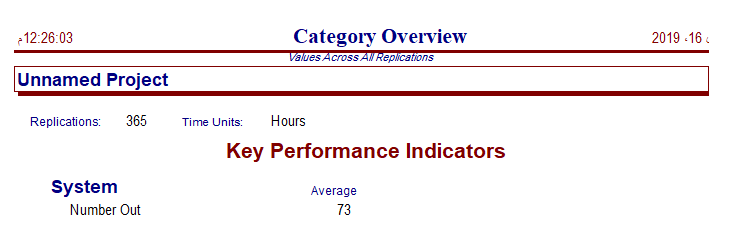 12:26:03م
Category Overview
2019 ،16
Values Across All Replications
Unnamed Project
Replications: 365 Time Units: Hours
Key Performance Indicators
System Average
Number Out 73